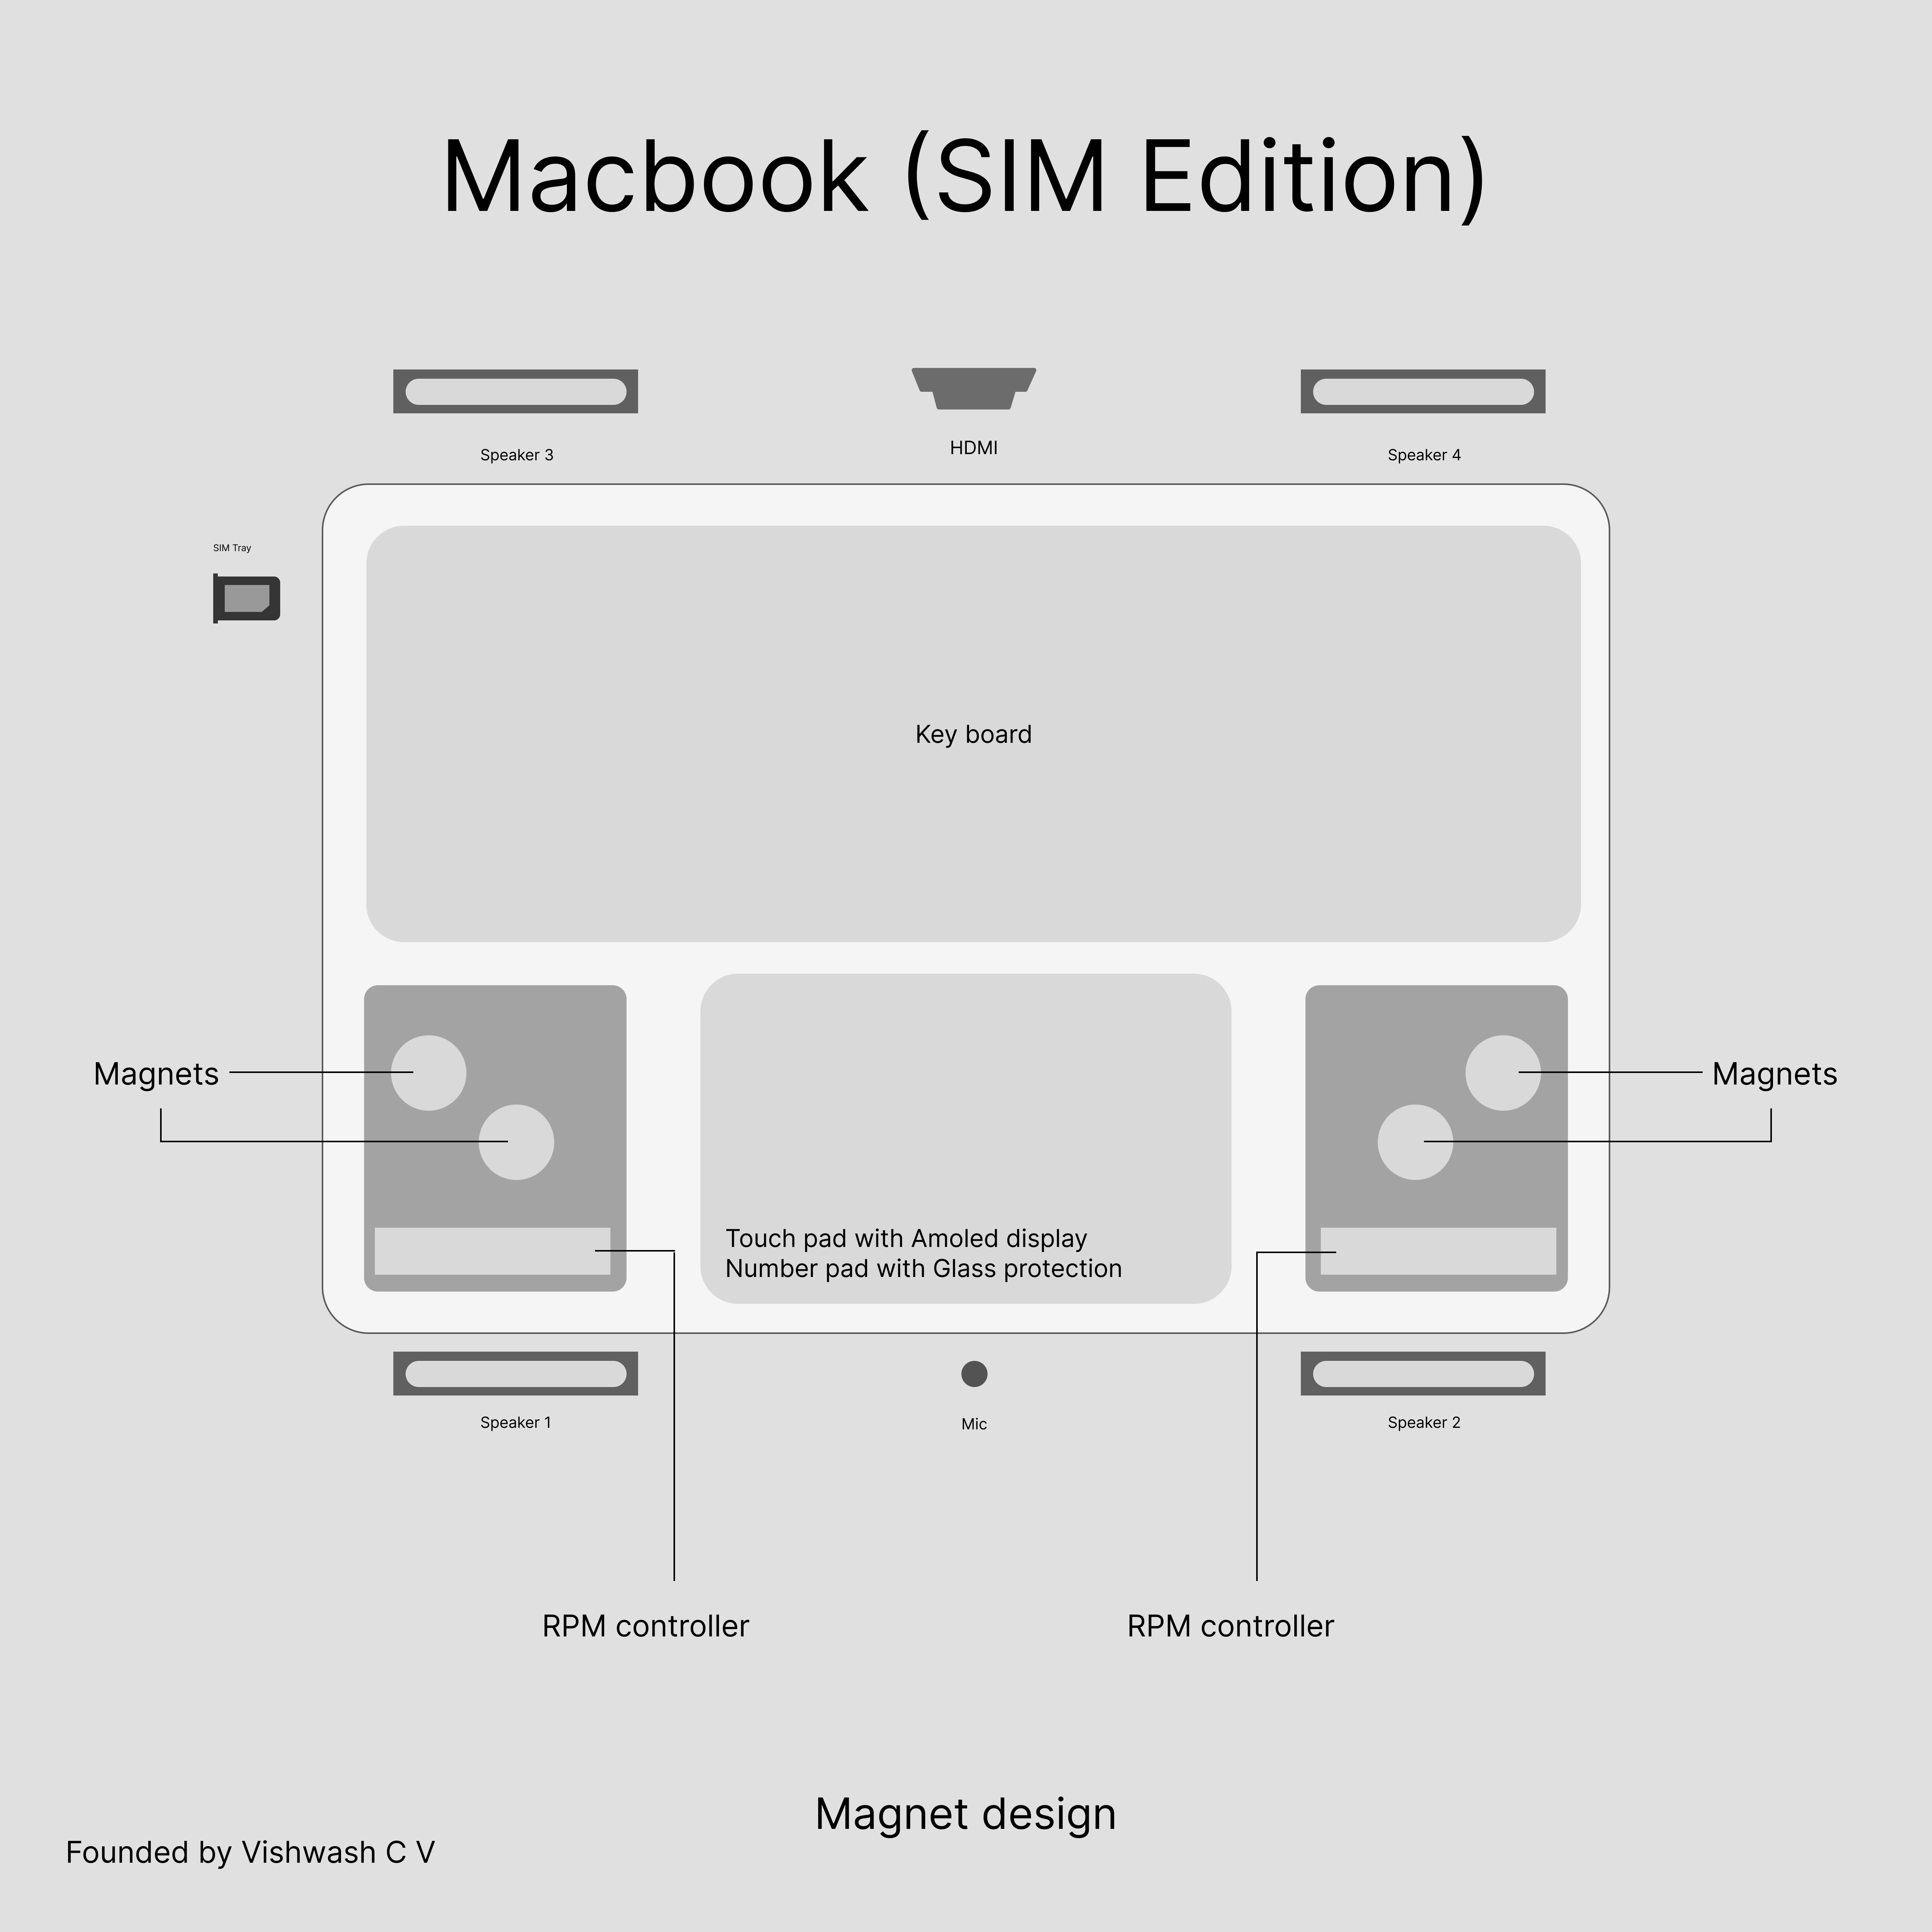 Macbook (SIM Edition)
Speaker 3
HDMI
Speaker 4
SIM Tray
Key board
Magnets
Magnets
Touch pad with Amoled display
Number pad with Glass protection
Speaker 1
Mic
Speaker 2
RPM controller
RPM controller
Magnet design
Founded by Vishwash C V